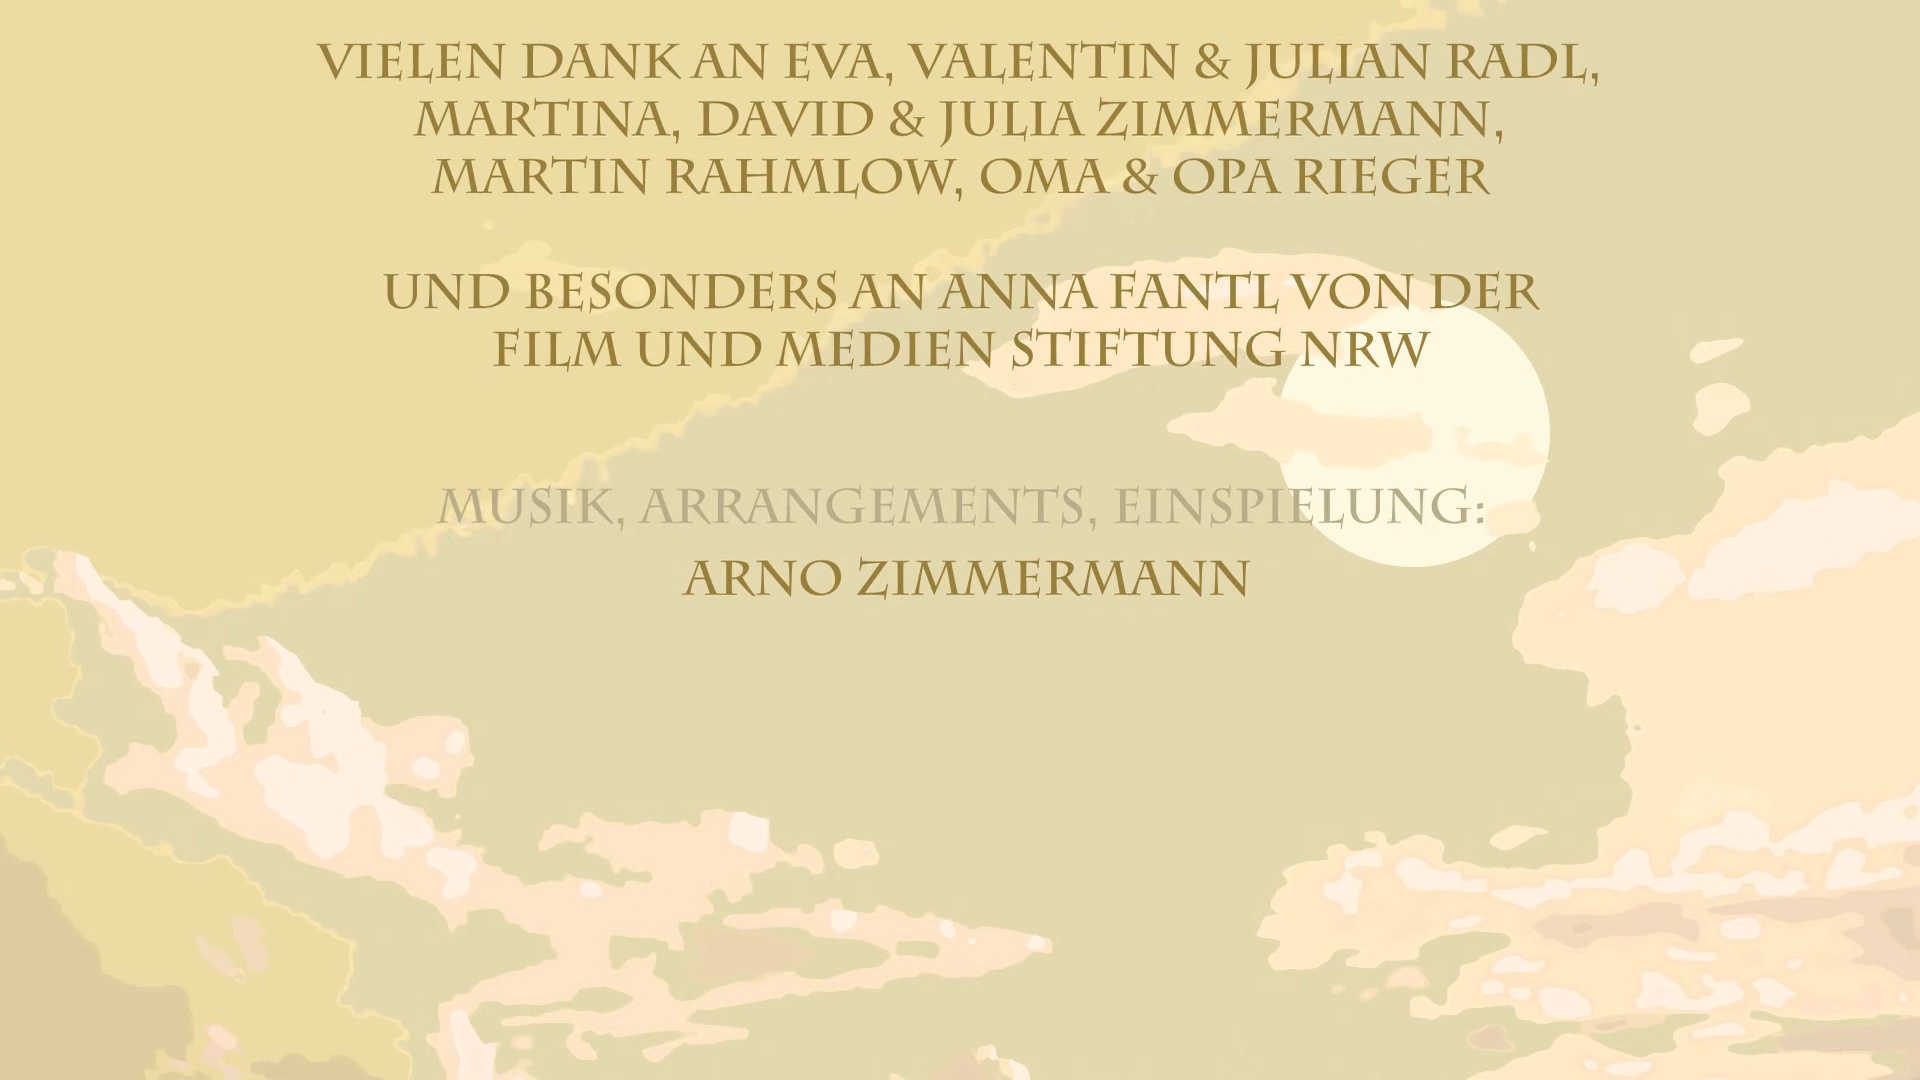 VIELEN DANK AN EVA, VALENTIN & JULIAN RADL,
MARTINA, DAVID & JULIA ZIMMERMANN,
MARTIN RAHMLOW, OMA & OPA RIEGER
UND BESONDERS AN ANNA FANTL VON DER
FILM UND MEDIEN STIFTUNG NRW
MUSIK, ARRANGEMENTS, EINSPIELUNG:
ARNO ZIMMERMANN